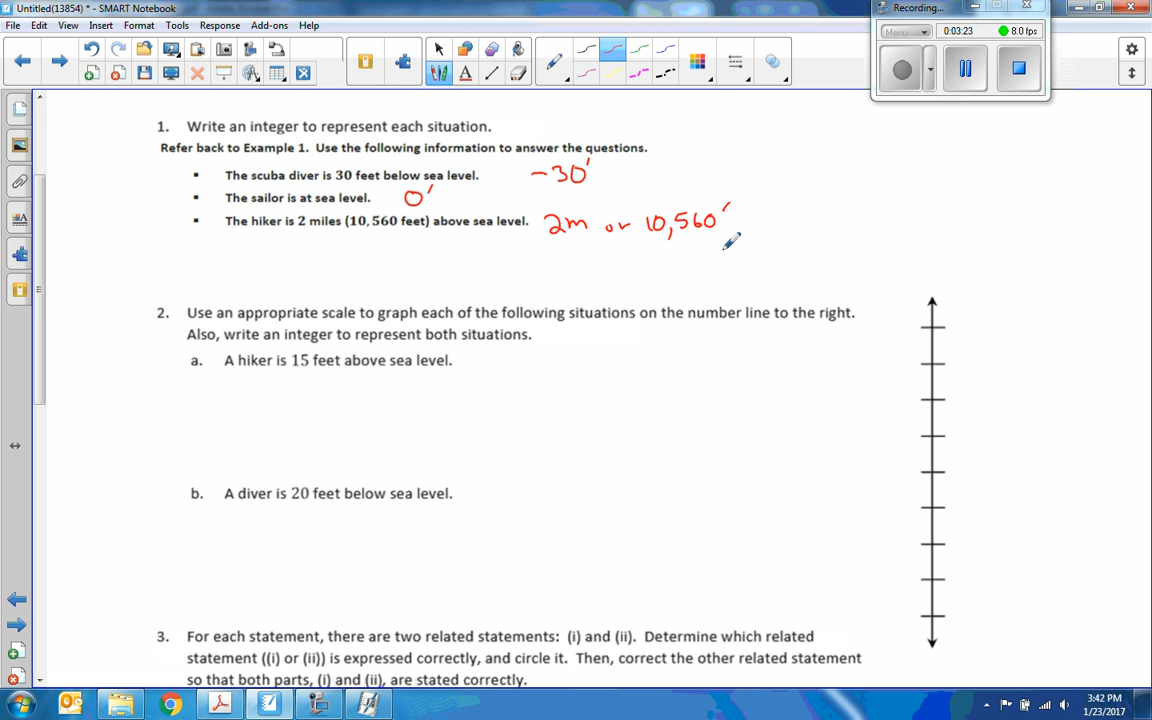 Untitled(13854) * - SMART Notebook
Recording...
File Edit View Insert Format Tools Response Add-ons Help
Menu 0:03:23 8.0 fps
1. Write an integer to represent each situation.
Refer back to Example 1. Use the following information to answer the questions.
▪ The scuba diver is 30 feet below sea level. -30'
▪ The sailor is at sea level. 0'
▪ The hiker is 2 miles (10,560 feet) above sea level. 2m or 10,560'
2. Use an appropriate scale to graph each of the following situations on the number line to the right.
Also, write an integer to represent both situations.
a. A hiker is 15 feet above sea level.
b. A diver is 20 feet below sea level.
3. For each statement, there are two related statements: (i) and (ii). Determine which related
statement ((i) or (ii)) is expressed correctly, and circle it. Then, correct the other related statement
so that both parts, (i) and (ii), are stated correctly.
3:42 PM
1/23/2017